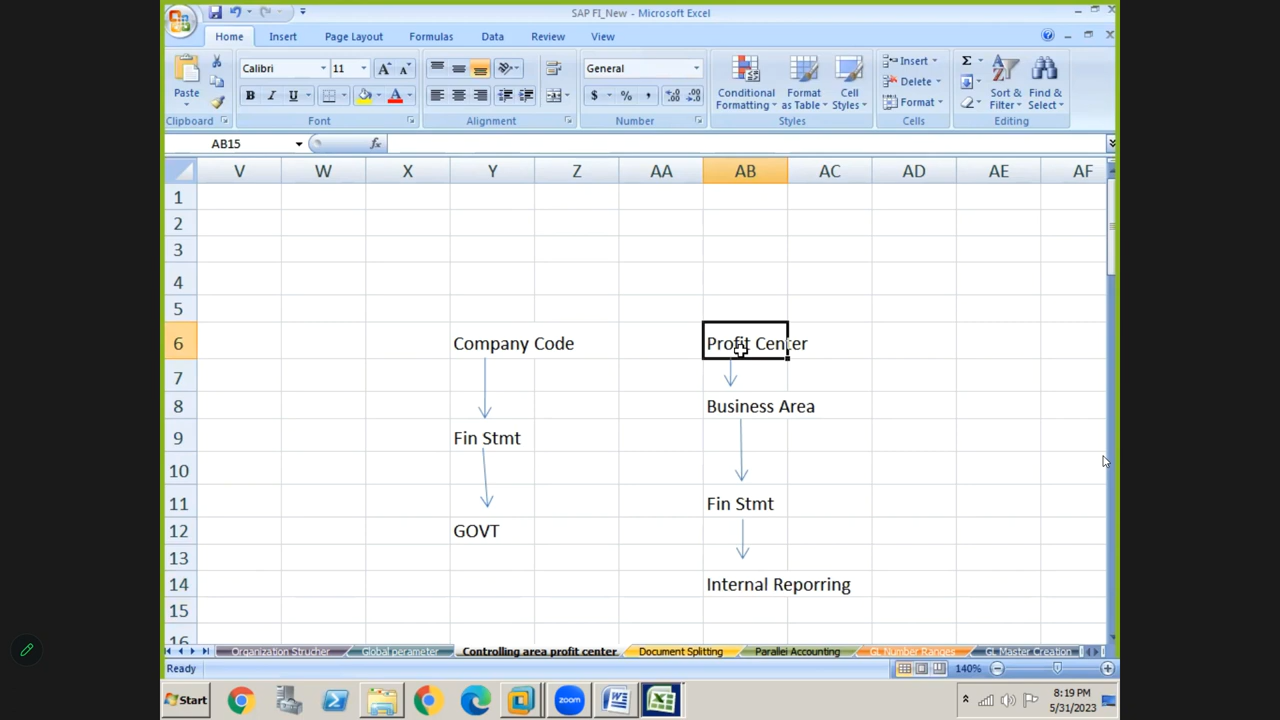 SAP FI_New - Microsoft Excel
Home Insert Page Layout Formulas Data Review View
Paste
Calibri 11
B I U
General
$ % ,
Conditional Formatting
Format as Table
Cell Styles
Insert
Delete
Format
Σ
Sort & Filter
Find & Select
Clipboard Font Alignment Number Styles Cells Editing
AB15 fx
V W X Y Z AA AB AC AD AE AF
1
2
3
4
5
6 Company Code Profit Center
7
8 Business Area
9 Fin Stmt
10
11 Fin Stmt
12 GOVT
13
14 Internal Reporring
15
16
Organization Strucher Global perameter Controlling area profit center Document Splitting Parallel Accounting GL Number Ranges GL Master Creation
Ready 140%
Start zoom 8:19 PM
5/31/2023